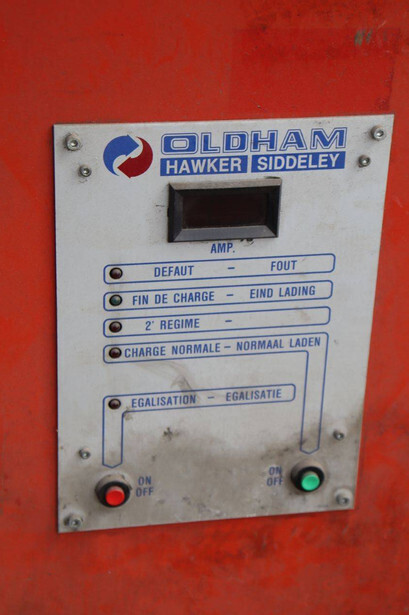 OLDHAM
HAWKER SIDDELEY
AMP.
DEFAUT - FOUT
FIN DE CHARGE - EIND LADING
2' REGIME -
CHARGE NORMALE - NORMAAL LADEN
EGALISATION - EGALISATIE
ON
OFF
ON
OFF